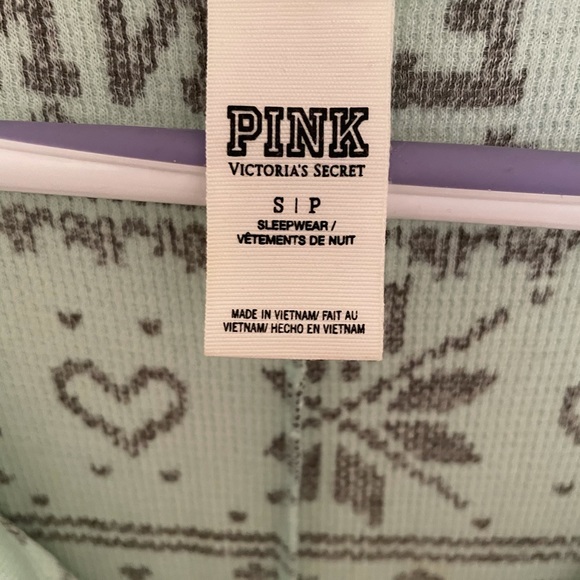 PINK
VICTORIA'S SECRET
S | P
SLEEPWEAR /
VÊTEMENTS DE NUIT
MADE IN VIETNAM/ FAIT AU
VIETNAM/ HECHO EN VIETNAM